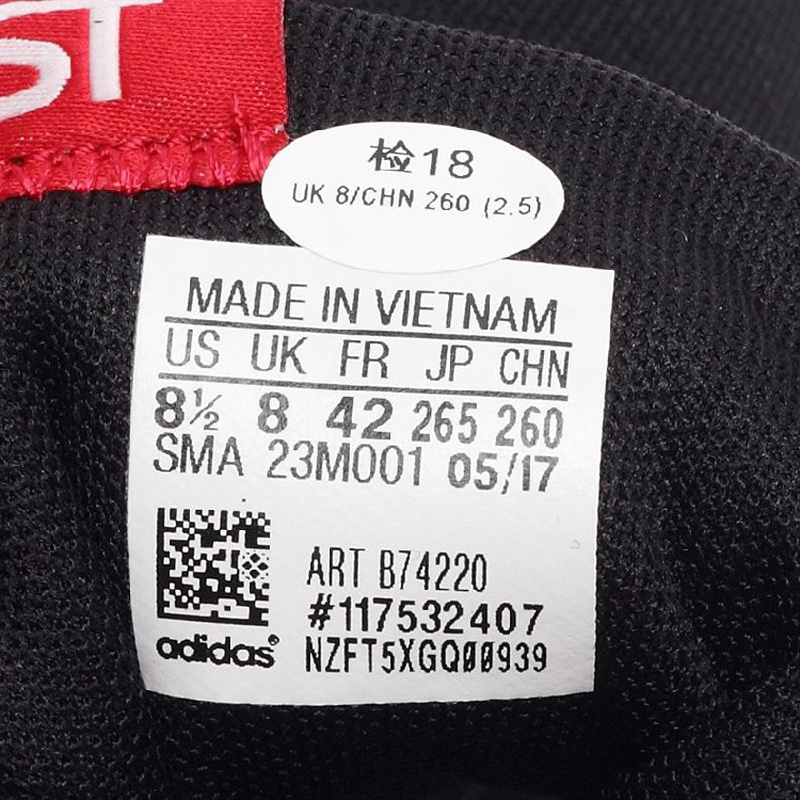 ST
检18
UK 8/CHN 260 (2.5)
MADE IN VIETNAM
US UK FR JP CHN
8½ 8 42 265 260
SMA 23M001 05/17
ART B74220
#117532407
adidas® NZFT5XGQ00939